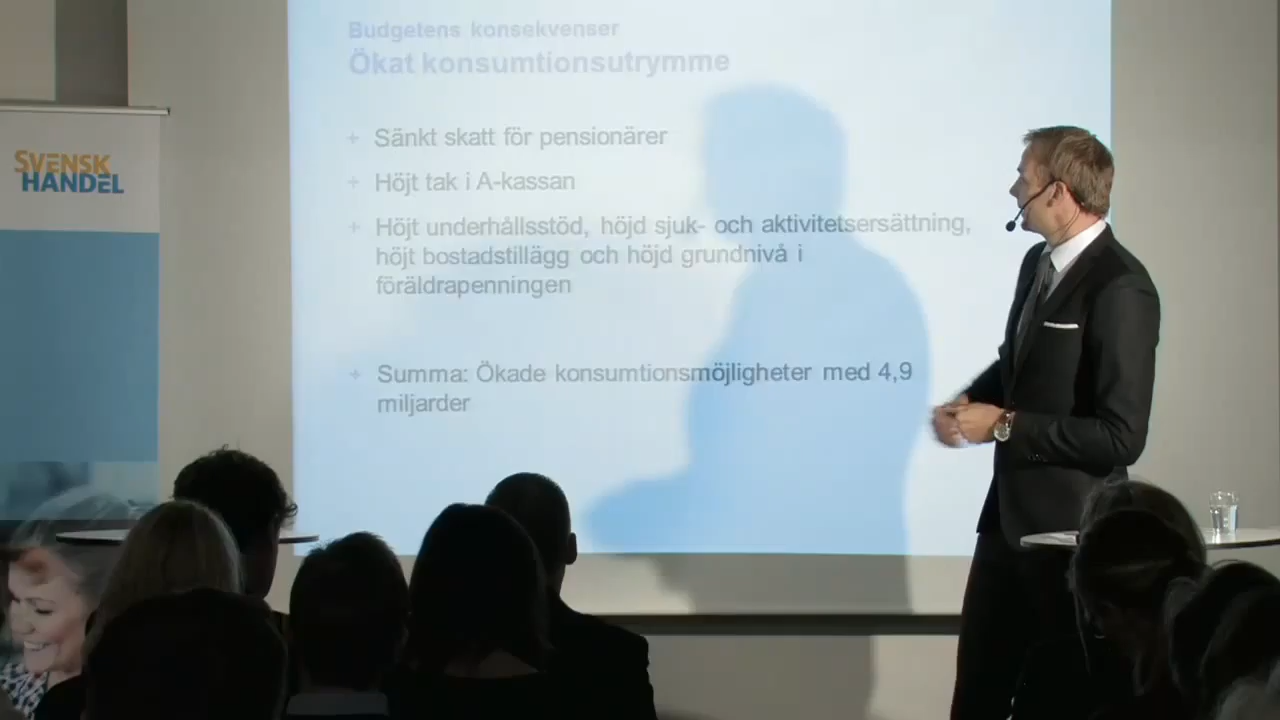 Budgetens konsekvenser
Ökat konsumtionsutrymme
+ Sänkt skatt för pensionärer
+ Höjt tak i A-kassan
+ Höjt underhållsstöd, höjd sjuk- och aktivitetsersättning,
höjt bostadstillägg och höjd grundnivå i
föräldrapenningen
+ Summa: Ökade konsumtionsmöjligheter med 4,9
miljarder
SVENSK
HANDEL